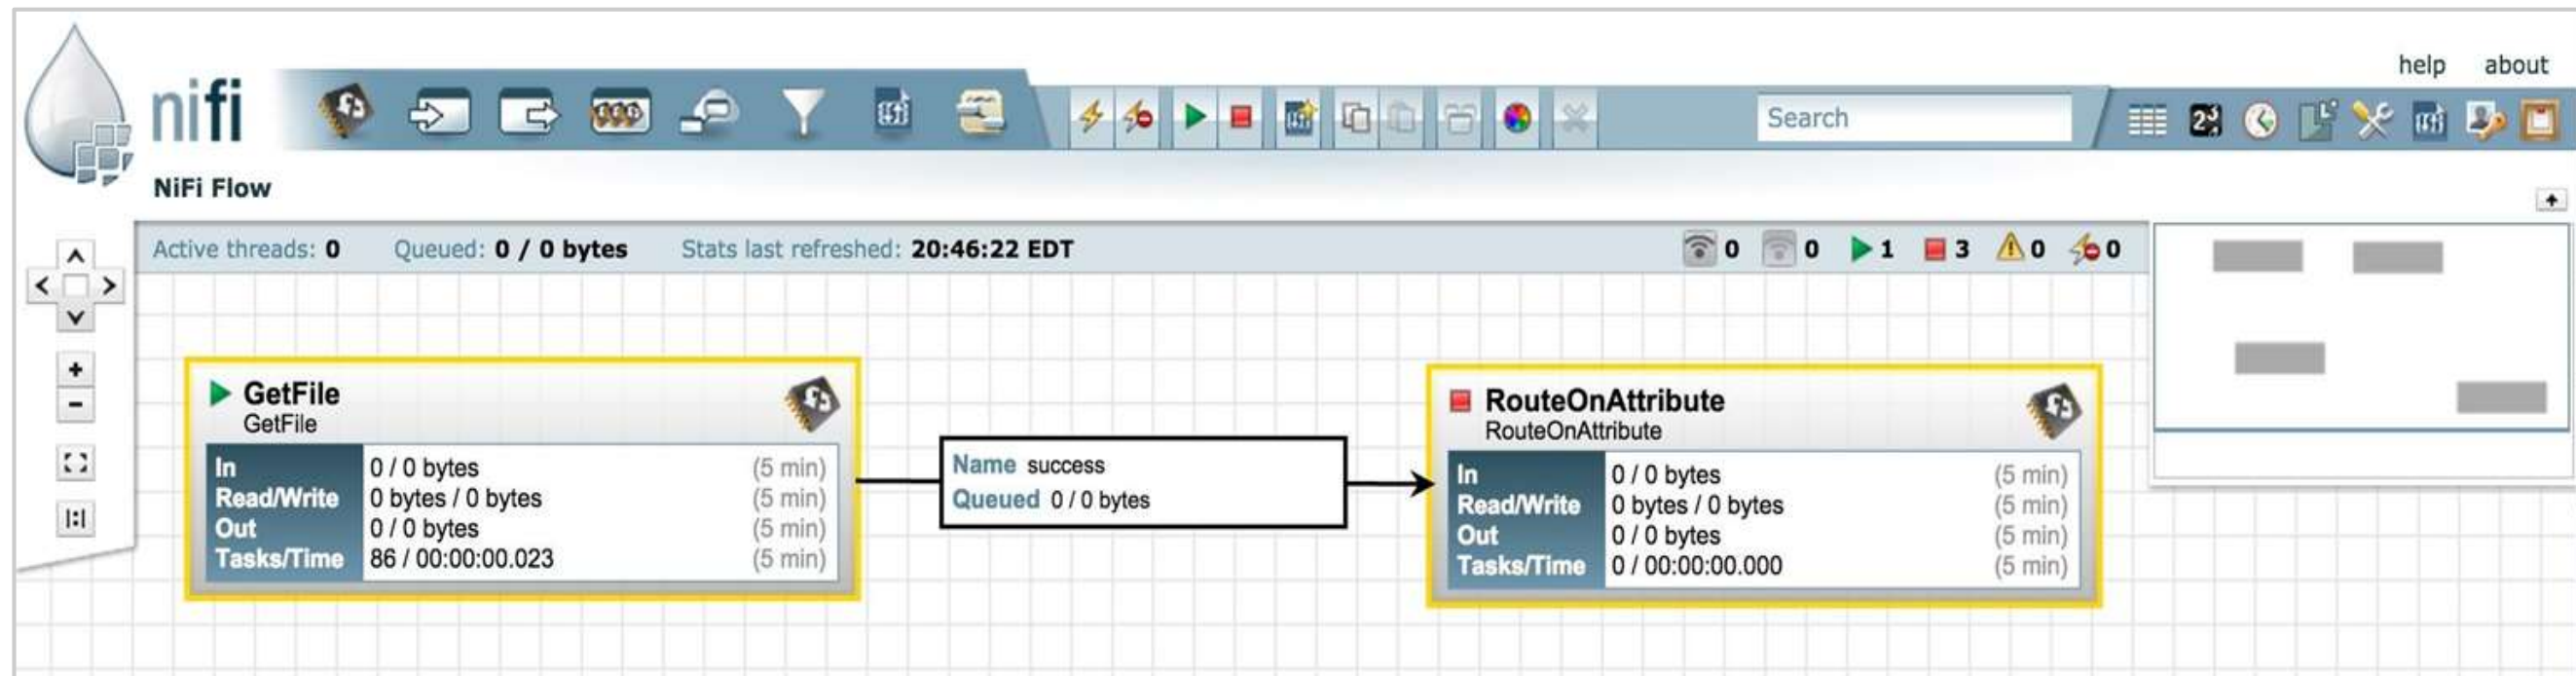 help about
nifi
Search
NiFi Flow
Active threads: 0 Queued: 0 / 0 bytes Stats last refreshed: 20:46:22 EDT 0 0 1 3 0 0
GetFile
GetFile
In 0 / 0 bytes (5 min)
Read/Write 0 bytes / 0 bytes (5 min)
Out 0 / 0 bytes (5 min)
Tasks/Time 86 / 00:00:00.023 (5 min)
Name success
Queued 0 / 0 bytes
RouteOnAttribute
RouteOnAttribute
In 0 / 0 bytes (5 min)
Read/Write 0 bytes / 0 bytes (5 min)
Out 0 / 0 bytes (5 min)
Tasks/Time 0 / 00:00:00.000 (5 min)